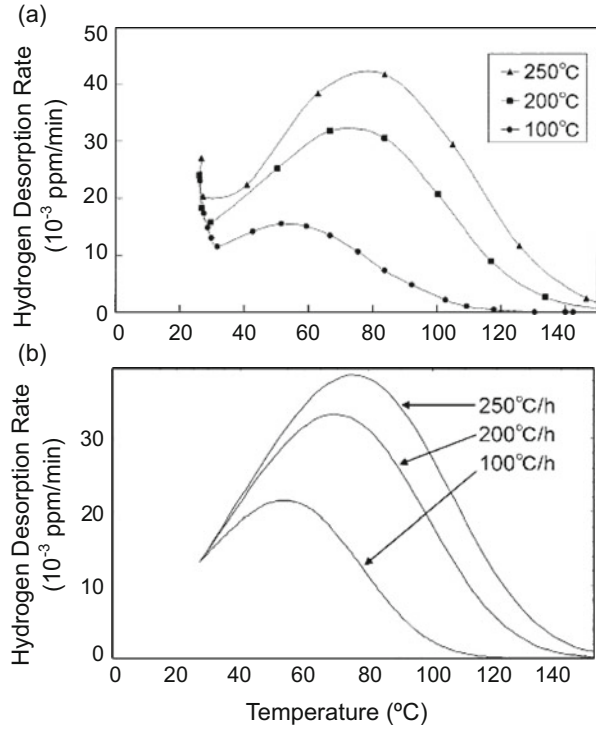 (a)
Hydrogen Desorption Rate
(10⁻³ ppm/min)
50
40
30
20
10
0
250°C
200°C
100°C
0 20 40 60 80 100 120 140
(b)
Hydrogen Desorption Rate
(10⁻³ ppm/min)
30
20
10
0
250°C/h
200°C/h
100°C/h
0 20 40 60 80 100 120 140
Temperature (ºC)